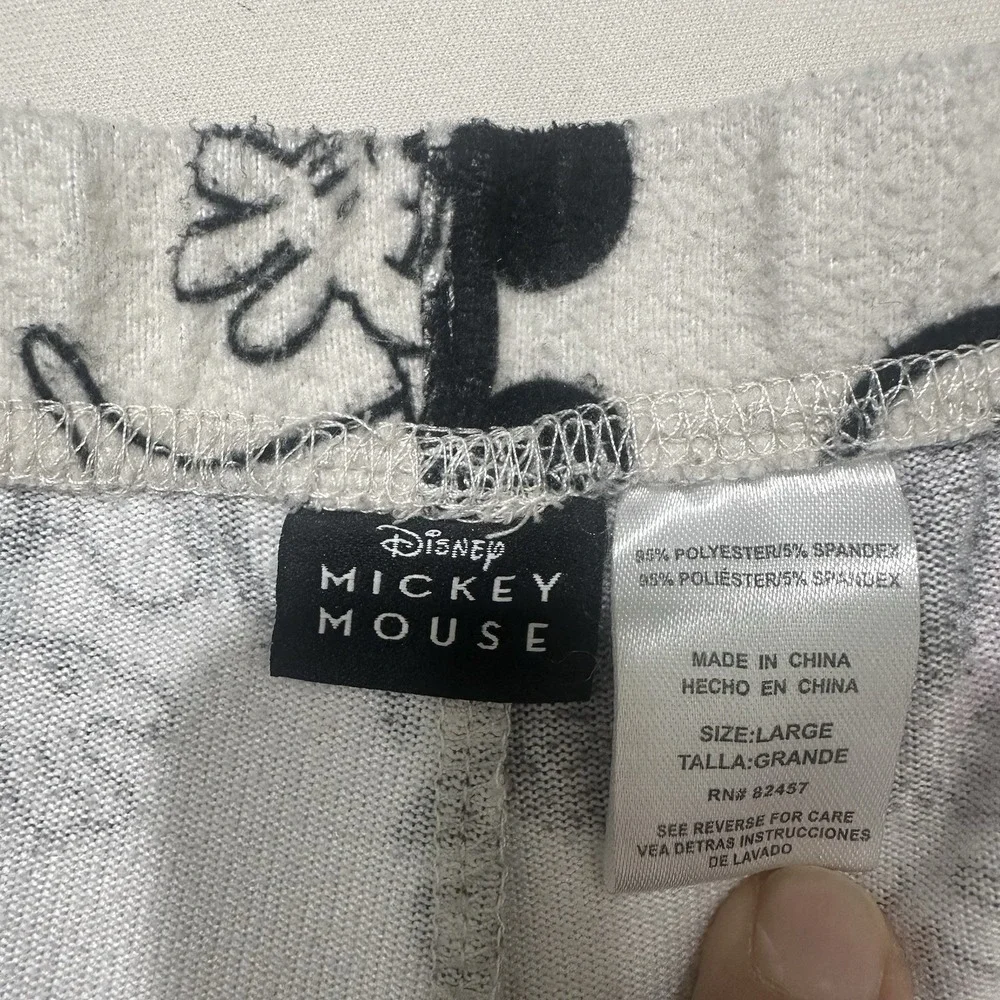 Disney
MICKEY
MOUSE
95% POLYESTER/5% SPANDEX
95% POLIÉSTER/5% SPANDEX
MADE IN CHINA
HECHO EN CHINA
SIZE:LARGE
TALLA:GRANDE
RN# 82457
SEE REVERSE FOR CARE
VEA DETRAS INSTRUCCIONES
DE LAVADO